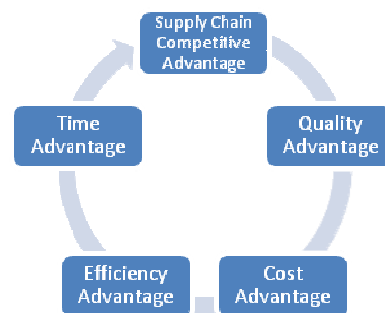 Supply Chain
Competitive
Advantage
Time
Advantage
Quality
Advantage
Efficiency
Advantage
Cost
Advantage